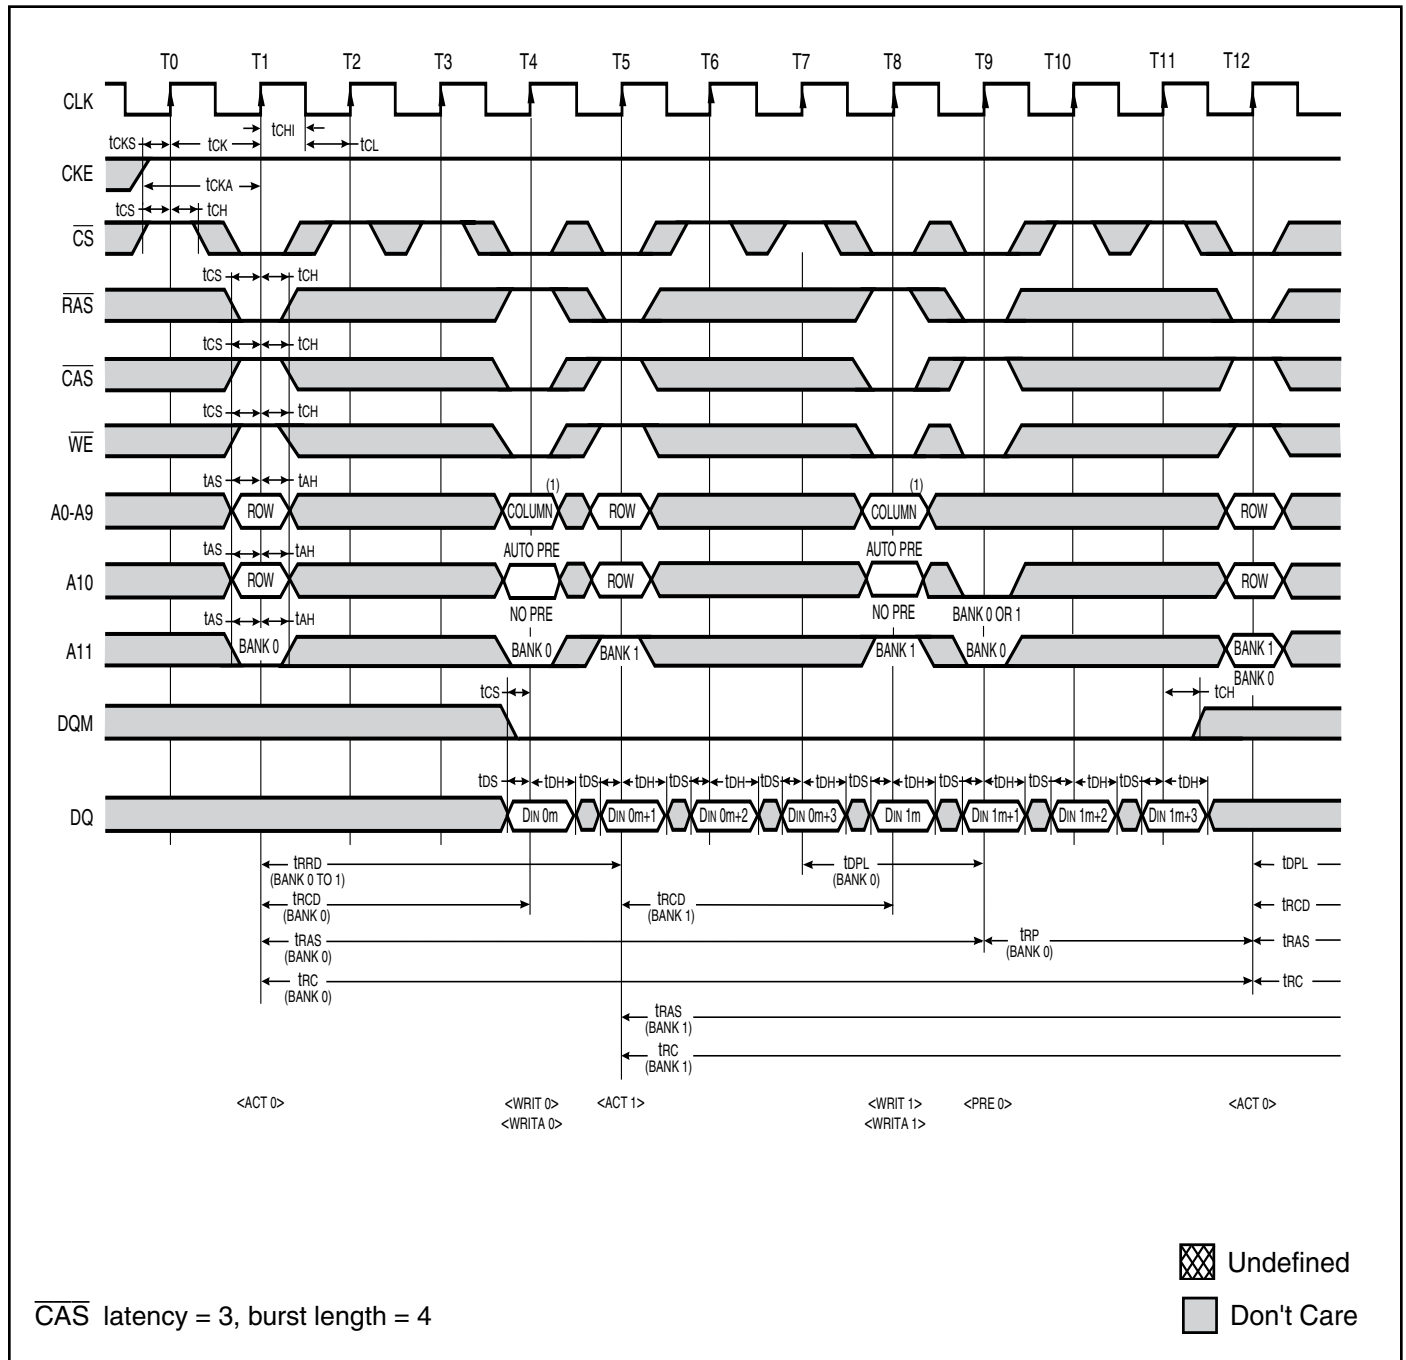 T0 T1 T2 T3 T4 T5 T6 T7 T8 T9 T10 T11 T12
CLK
tCHI
tCKS tCK tCL
CKE
tCKA
tCS tCH
CS
tCS tCH
RAS
tCS tCH
CAS
tCS tCH
WE
tAS tAH (1) (1)
A0-A9 ROW COLUMN ROW COLUMN ROW
tAS tAH AUTO PRE AUTO PRE
A10 ROW ROW ROW
NO PRE NO PRE BANK 0 OR 1
tAS tAH
A11 BANK 0 BANK 0 BANK 1 BANK 1 BANK 0 BANK 1
BANK 0
tCS tCH
DQM
tDS tDH tDS tDH tDS tDH tDS tDH tDS tDH tDS tDH tDS tDH tDS tDH
DQ DIN 0m DIN 0m+1 DIN 0m+2 DIN 0m+3 DIN 1m DIN 1m+1 DIN 1m+2 DIN 1m+3
tRRD tDPL tDPL
(BANK 0 TO 1) (BANK 0)
tRCD tRCD tRCD
(BANK 0) (BANK 1)
tRAS tRP tRAS
(BANK 0) (BANK 0)
tRC tRC
(BANK 0)
tRAS
(BANK 1)
tRC
(BANK 1)
<ACT 0> <WRIT 0> <ACT 1> <WRIT 1> <PRE 0> <ACT 0>
<WRITA 0> <WRITA 1>
Undefined
CAS latency = 3, burst length = 4 Don't Care